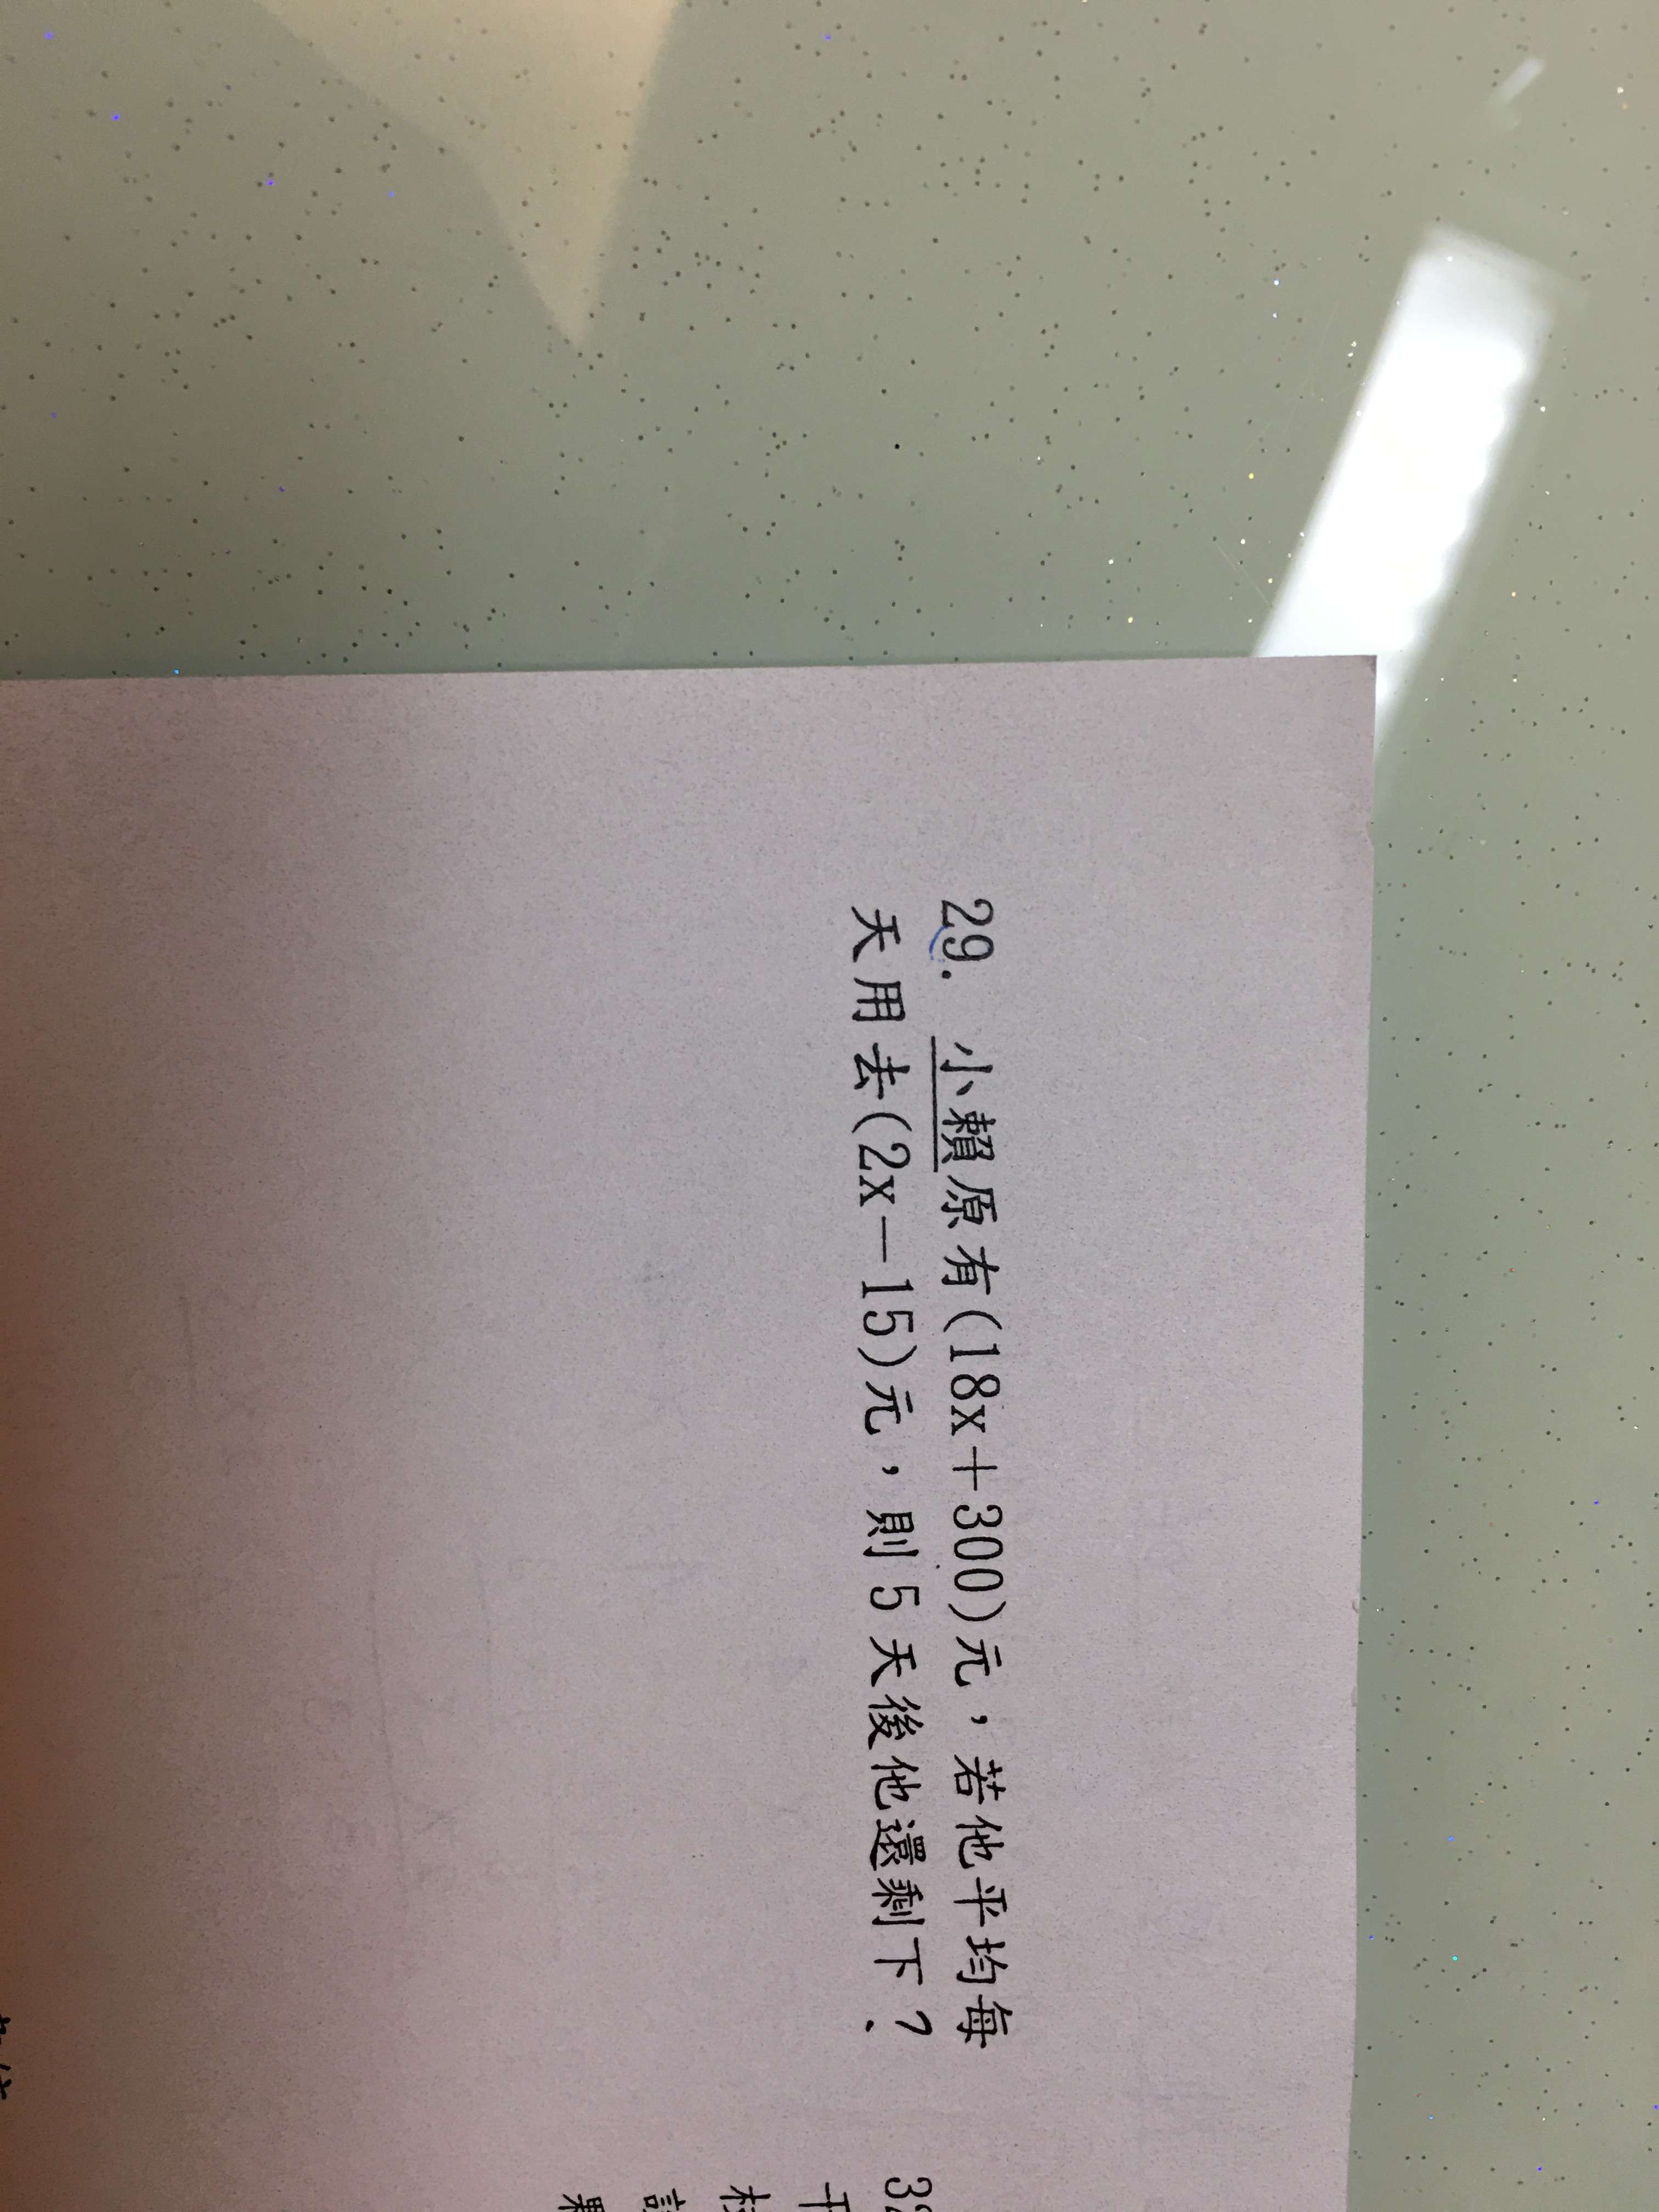 29. 小賴原有(18x+300)元，若他平均每
天用去(2x-15)元，則5天後他還剩下？